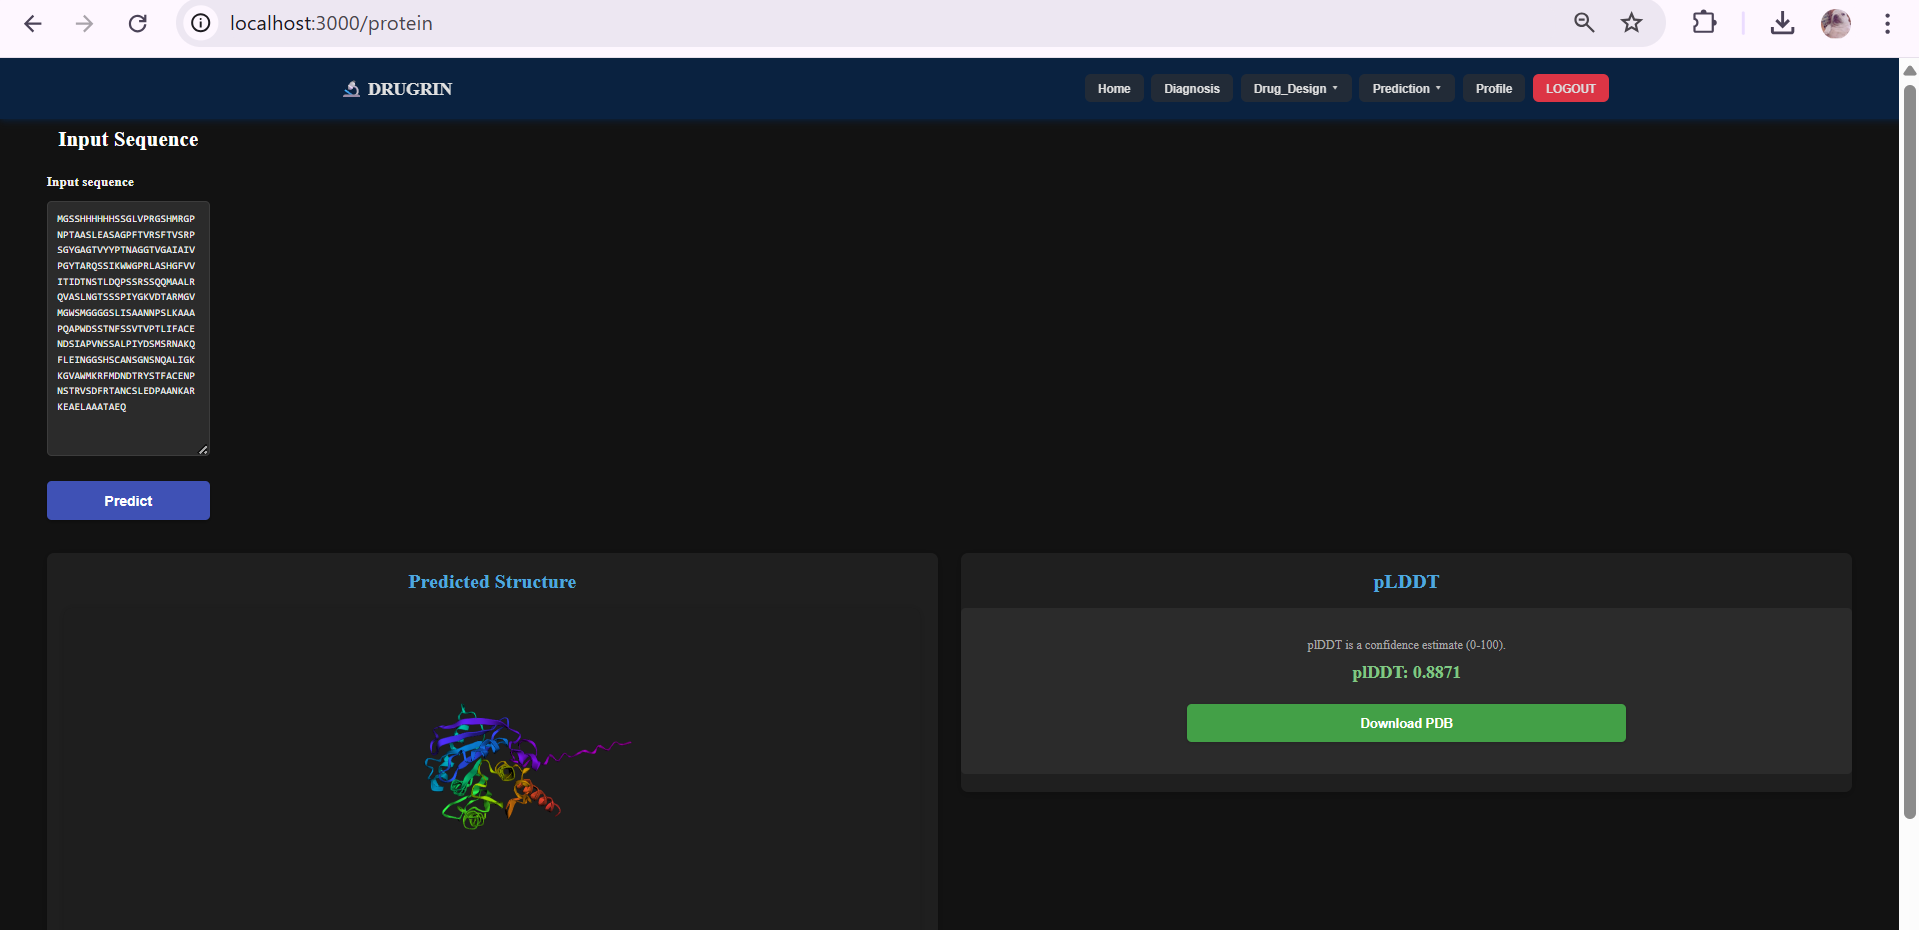 localhost:3000/protein
DRUGRIN
Home
Diagnosis
Drug_Design
Prediction
Profile
LOGOUT
Input Sequence
Input sequence
MGSSHHHHHHSSGLVPRGSHMRGP
NPTAASLEASAGPFTVRSFTVSRP
SGYGAGTVYYPTNAGGTVGAIAIV
PGYTARQSSIKWWGPRLASHGFVV
ITIDTNSTLDQPSSRSSQQMAALR
QVASLNGTSSSPIYGKVDTARMGV
MGWSMGGGGSLISAANNPSLKAAA
PQAPWDSSTNFSSVTVPTLIFACE
NDSIAPVNSSALPIYDSMSRNAKQ
FLEINGGSHSCANSGNSNQALIGK
KGVAWMKRFMDNDTRYSTFACENP
NSTRVSDFRTANCSLEDPAANKAR
KEAELAAATAEQ
Predict
Predicted Structure
pLDDT
plDDT is a confidence estimate (0-100).
plDDT: 0.8871
Download PDB